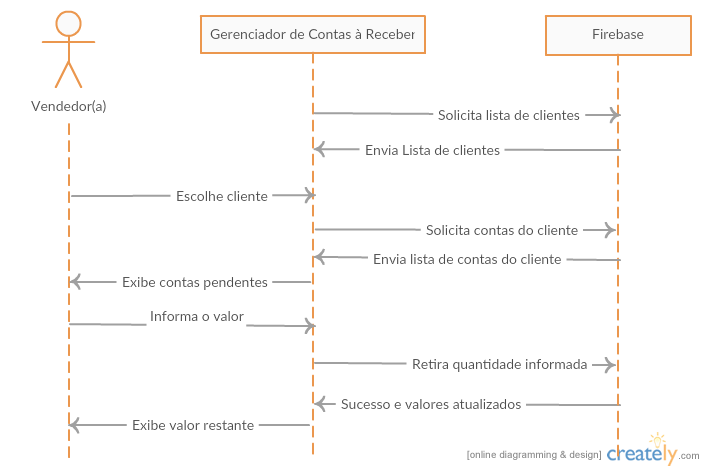 Gerenciador de Contas à Receber
Firebase
Vendedor(a)
Solicita lista de clientes
Envia Lista de clientes
Escolhe cliente
Solicita contas do cliente
Envia lista de contas do cliente
Exibe contas pendentes
Informa o valor
Retira quantidade informada
Sucesso e valores atualizados
Exibe valor restante
[online diagramming & design] creately.com